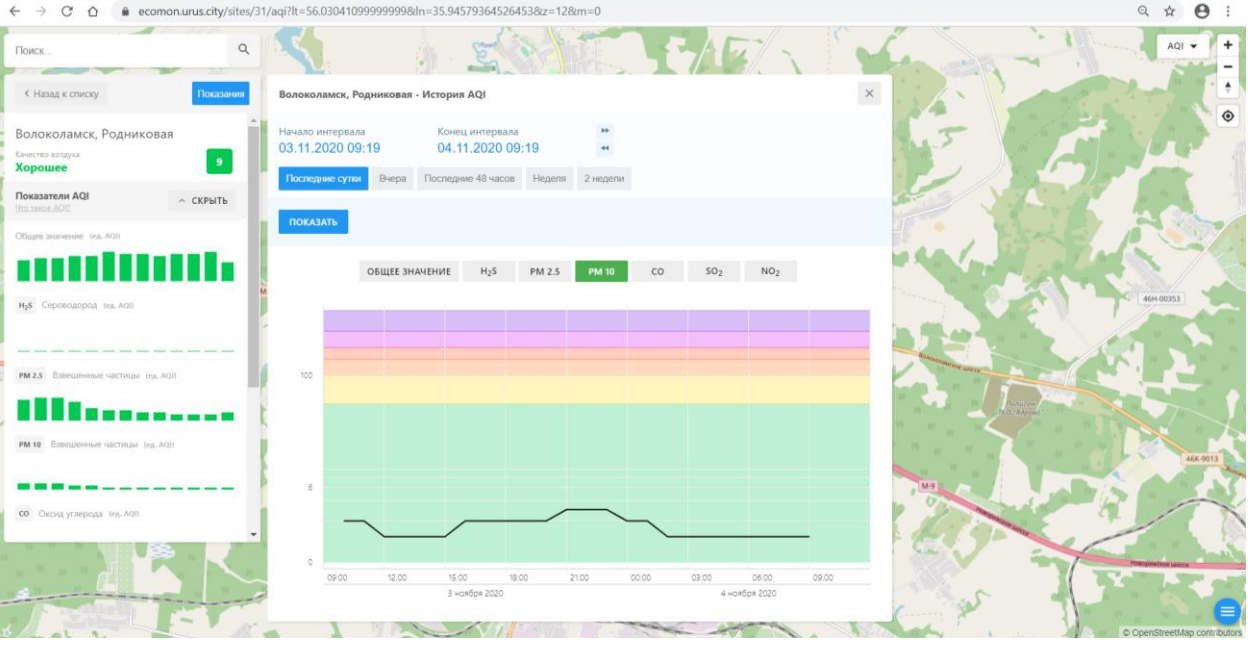 ecomon.urus.city/sites/31/aqi?lt=56.03041099999999&ln=35.94579364526453&z=12&m=0
Поиск...
AQI
Назад к списку
Показания
Волоколамск, Родниковая
Качество воздуха
Хорошее
9
Показатели AQI
Что такое AQI?
СКРЫТЬ
Общее значение (ед. AQI)
H₂S Сероводород (ед. AQI)
PM 2.5 Взвешенные частицы (ед. AQI)
PM 10 Взвешенные частицы (ед. AQI)
CO Оксид углерода (ед. AQI)
Волоколамск, Родниковая - История AQI
Начало интервала
Конец интервала
03.11.2020 09:19
04.11.2020 09:19
Последние сутки
Вчера
Последние 48 часов
Неделя
2 недели
ПОКАЗАТЬ
ОБЩЕЕ ЗНАЧЕНИЕ
H₂S
PM 2.5
PM 10
CO
SO₂
NO₂
100
6
0
09:00 12:00 15:00 18:00 21:00 00:00 03:00 06:00 09:00
3 ноября 2020
4 ноября 2020
46Н-00353
Волоколамское шоссе
Полигон
46К-9013
М-9
Новорижское шоссе
Новорижское шоссе
© OpenStreetMap contributors